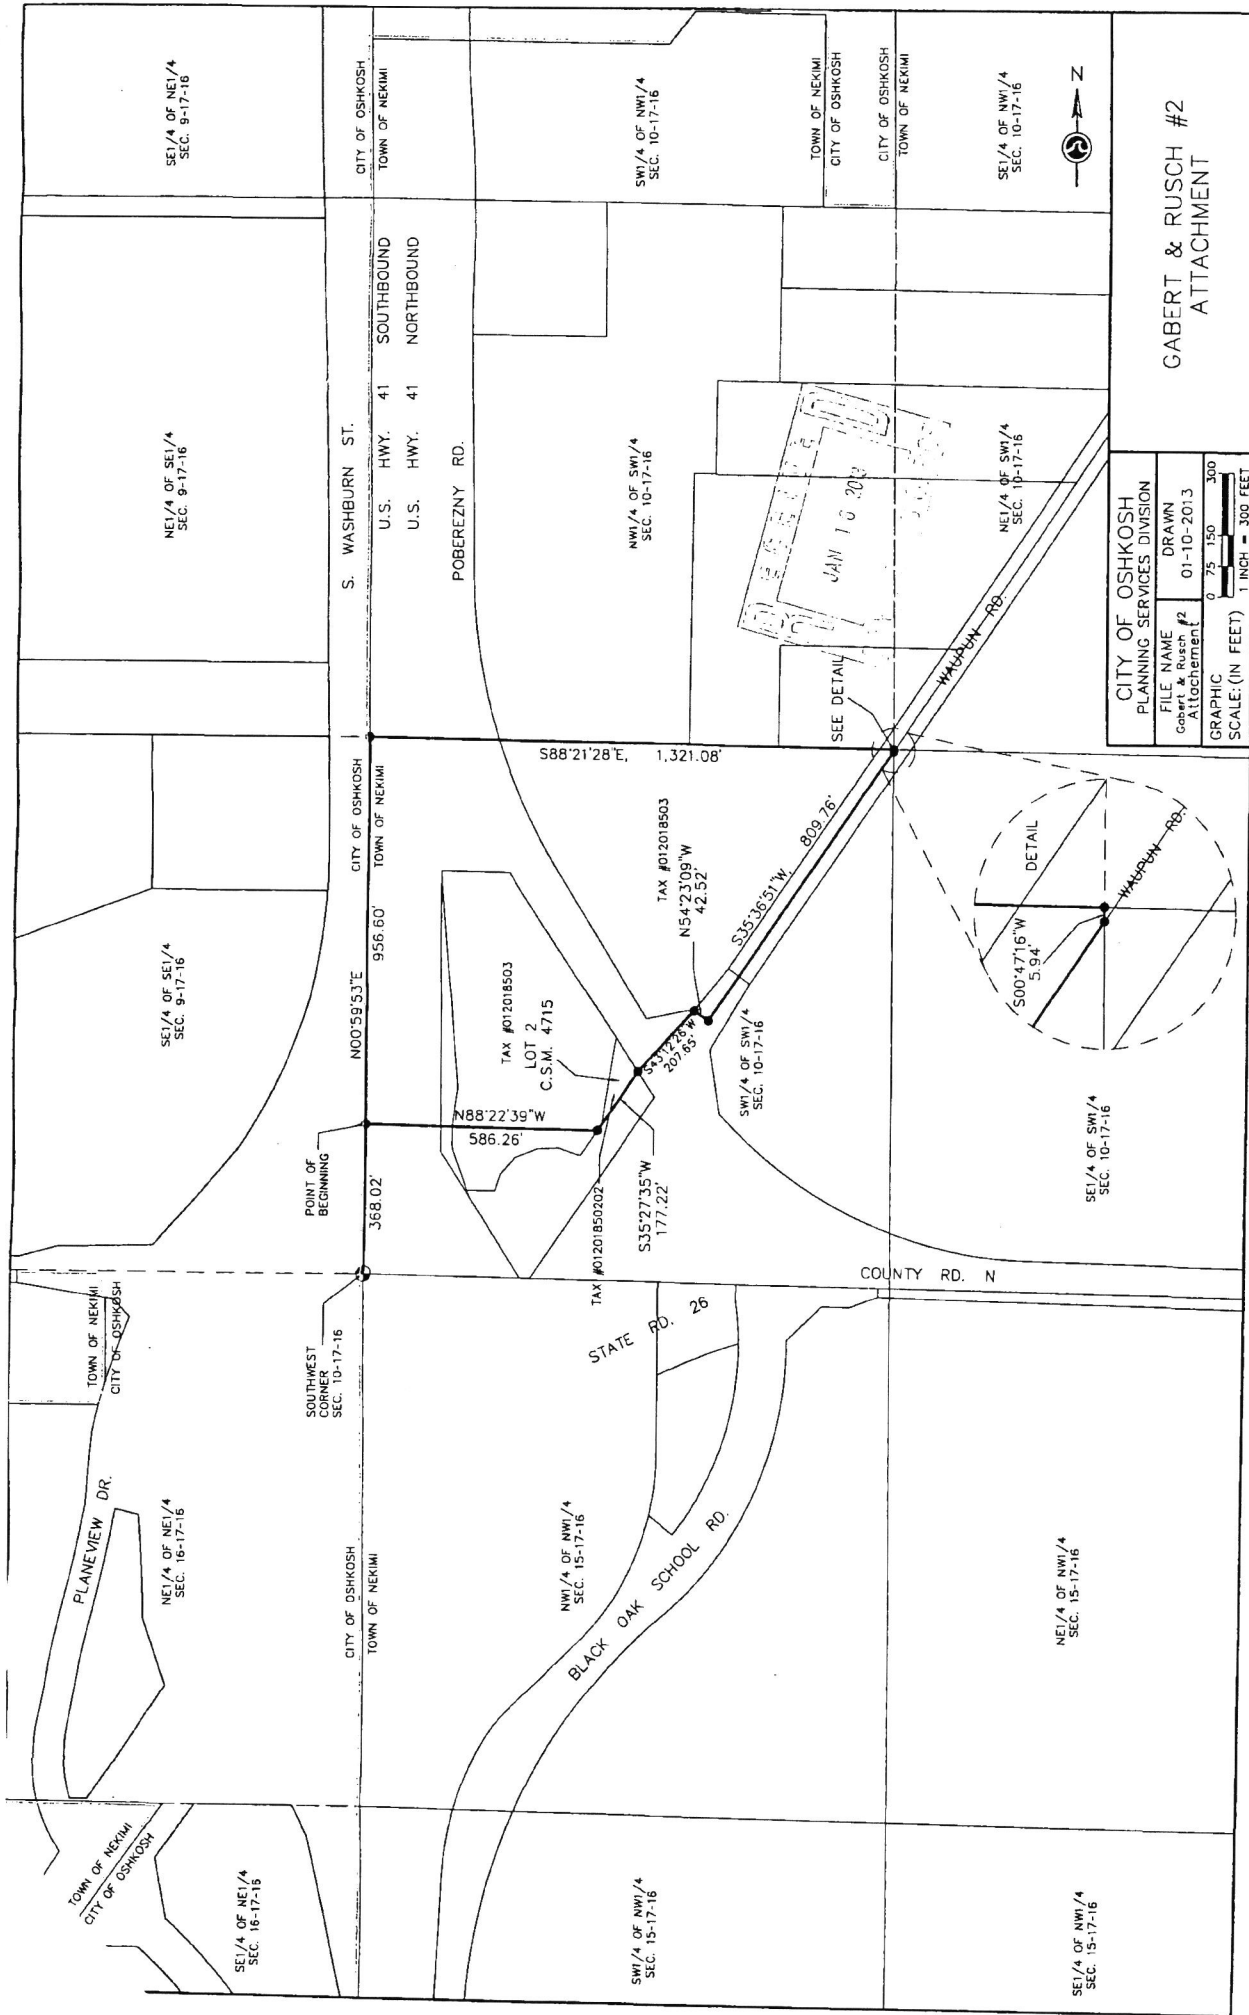 SE1/4 OF NE1/4
SEC. 9-17-16
NE1/4 OF SE1/4
SEC. 9-17-16
SE1/4 OF SE1/4
SEC. 9-17-16
TOWN OF NEKIMI
CITY OF OSHKOSH
PLANEVIEW DR.
NE1/4 OF NE1/4
SEC. 16-17-16
TOWN OF NEKIMI
CITY OF OSHKOSH
SE1/4 OF NE1/4
SEC. 16-17-16
CITY OF OSHKOSH
TOWN OF NEKIMI
S. WASHBURN ST.
U.S. HWY. 41 SOUTHBOUND
U.S. HWY. 41 NORTHBOUND
POBEREZNY RD.
CITY OF OSHKOSH
TOWN OF NEKIMI
N00°59'53"E
956.60'
POINT OF
BEGINNING
368.02'
SOUTHWEST
CORNER
SEC. 10-17-16
CITY OF OSHKOSH
TOWN OF NEKIMI
SW1/4 OF NW1/4
SEC. 10-17-16
NW1/4 OF SW1/4
SEC. 10-17-16
S88°21'28"E, 1,321.08'
TAX #012018503
LOT 2
C.S.M. 4715
N88°22'39"W
586.26'
TAX #01201850202
S35°27'35"W
177.22'
S43°12'26"W
207.65'
TAX #012018503
N54°23'09"W
42.52'
S35°36'51"W, 809.76'
SW1/4 OF SW1/4
SEC. 10-17-16
SEE DETAIL
JAN 10 2013
WAUPUN RD.
TOWN OF NEKIMI
CITY OF OSHKOSH
CITY OF OSHKOSH
TOWN OF NEKIMI
SE1/4 OF NW1/4
SEC. 10-17-16
N
NE1/4 OF SW1/4
SEC. 10-17-16
DETAIL
WAUPUN RD.
S00°47'16"W
5.94'
SE1/4 OF SW1/4
SEC. 10-17-16
COUNTY RD. N
STATE RD. 26
NW1/4 OF NW1/4
SEC. 15-17-16
BLACK OAK SCHOOL RD.
NE1/4 OF NW1/4
SEC. 15-17-16
SW1/4 OF NW1/4
SEC. 15-17-16
SE1/4 OF NW1/4
SEC. 15-17-16
CITY OF OSHKOSH
PLANNING SERVICES DIVISION
FILE NAME
Gabert & Rusch #2
Attachement
DRAWN
01-10-2013
GRAPHIC
SCALE:(IN FEET)
0 75 150 300
1 INCH = 300 FEET
GABERT & RUSCH #2
ATTACHMENT